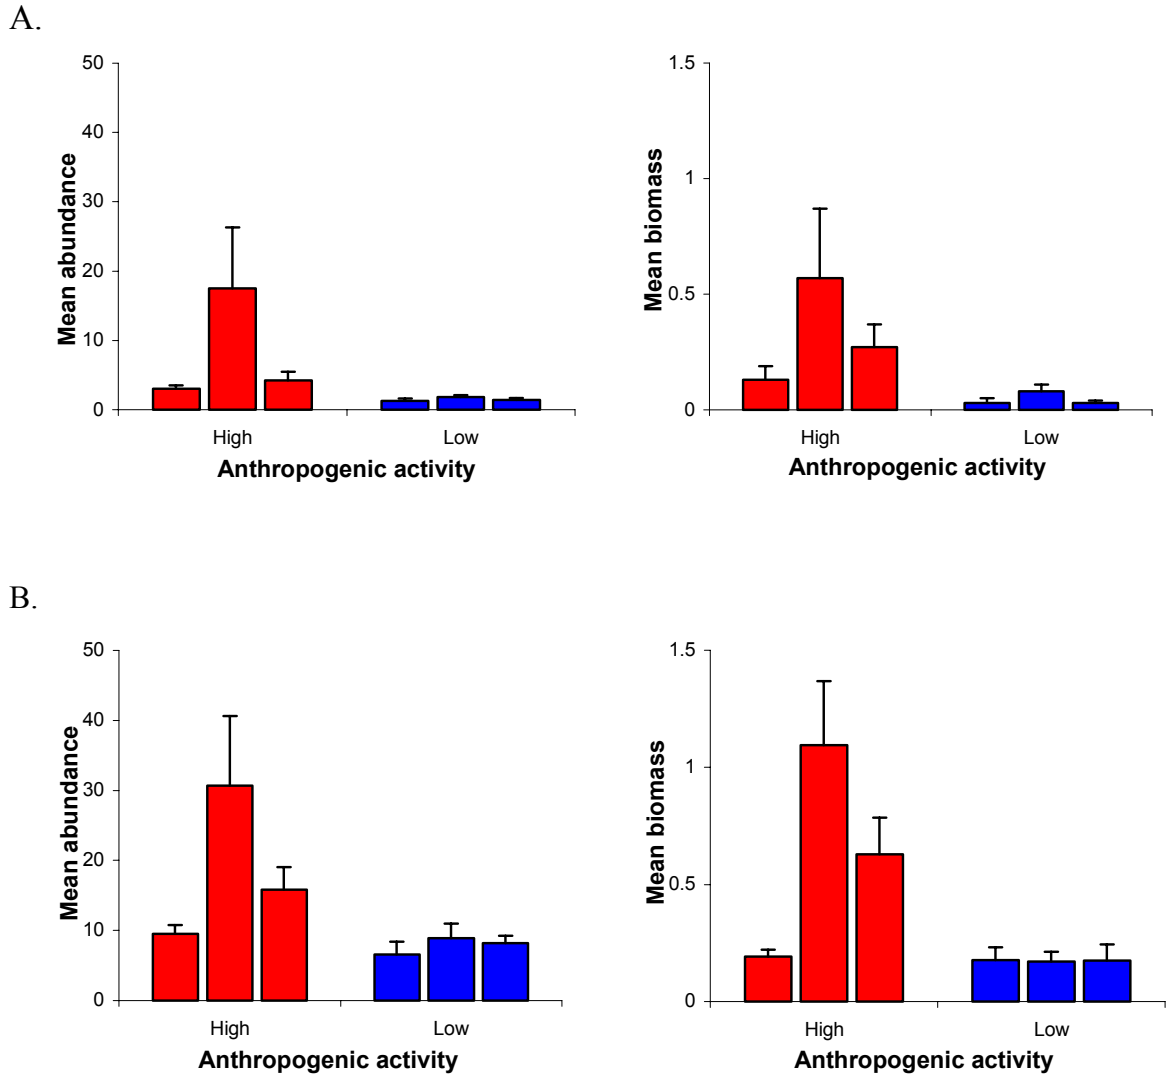 A.
50
40
30
20
10
0
Mean abundance
High
Low
Anthropogenic activity
1.5
1
0.5
0
Mean biomass
High
Low
Anthropogenic activity
B.
50
40
30
20
10
0
Mean abundance
High
Low
Anthropogenic activity
1.5
1
0.5
0
Mean biomass
High
Low
Anthropogenic activity